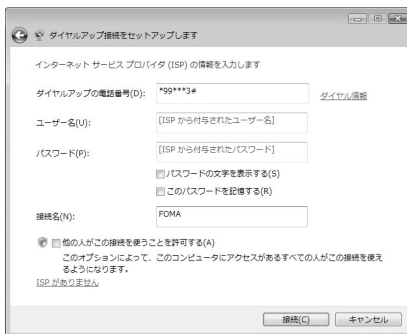 ダイヤルアップ接続をセットアップします
インターネット サービス プロバイダ (ISP) の情報を入力します
ダイヤルアップの電話番号(D): *99***3# ダイヤル情報
ユーザー名(U): [ISP から付与されたユーザー名]
パスワード(P): [ISP から付与されたパスワード]
パスワードの文字を表示する(S)
このパスワードを記憶する(R)
接続名(N): FOMA
他の人がこの接続を使うことを許可する(A)
このオプションによって、このコンピュータにアクセスがあるすべての人がこの接続を使え
るようになります。
ISP がありません
接続(C) キャンセル